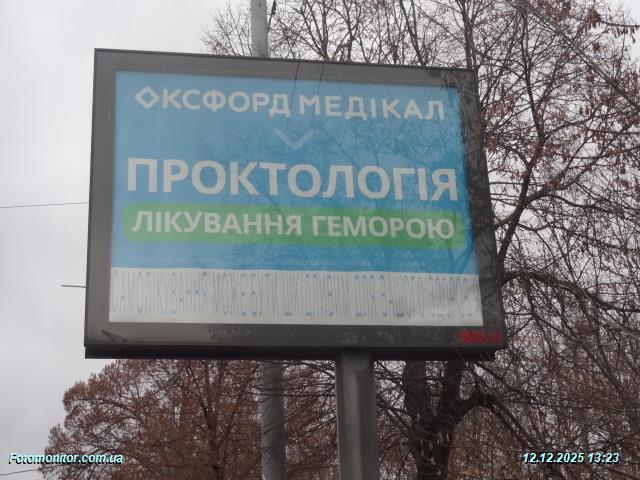 ОКСФОРД МЕДІКАЛ
ПРОКТОЛОГІЯ
ЛІКУВАННЯ ГЕМОРОЮ
САМОЛІКУВАННЯ МОЖЕ БУТИ ШКІДЛИВИМ ДЛЯ ВАШОГО ЗДОРОВ'Я
Fotomonitor.com.ua
12.12.2025 13:23